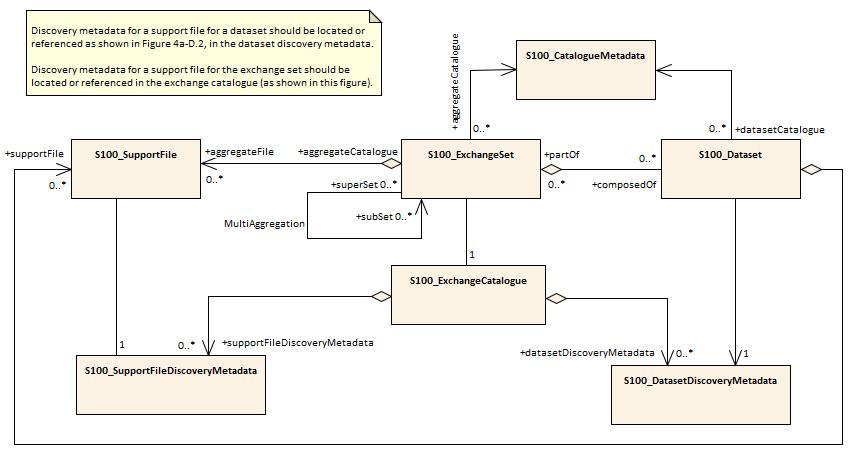 Discovery metadata for a support file for a dataset should be located or
referenced as shown in Figure 4a-D.2, in the dataset discovery metadata.
Discovery metadata for a support file for the exchange set should be
located or referenced in the exchange catalogue (as shown in this figure).
S100_CatalogueMetadata
+aggregateCatalogue
0..*
0..*
+datasetCatalogue
+supportFile
0..*
S100_SupportFile
+aggregateFile
0..*
+aggregateCatalogue
S100_ExchangeSet
+partOf
0..*
0..*
+composedOf
S100_Dataset
+superSet 0..*
+subSet 0..*
MultiAggregation
1
S100_ExchangeCatalogue
1
0..*
+supportFileDiscoveryMetadata
+datasetDiscoveryMetadata
0..*
1
S100_SupportFileDiscoveryMetadata
S100_DatasetDiscoveryMetadata